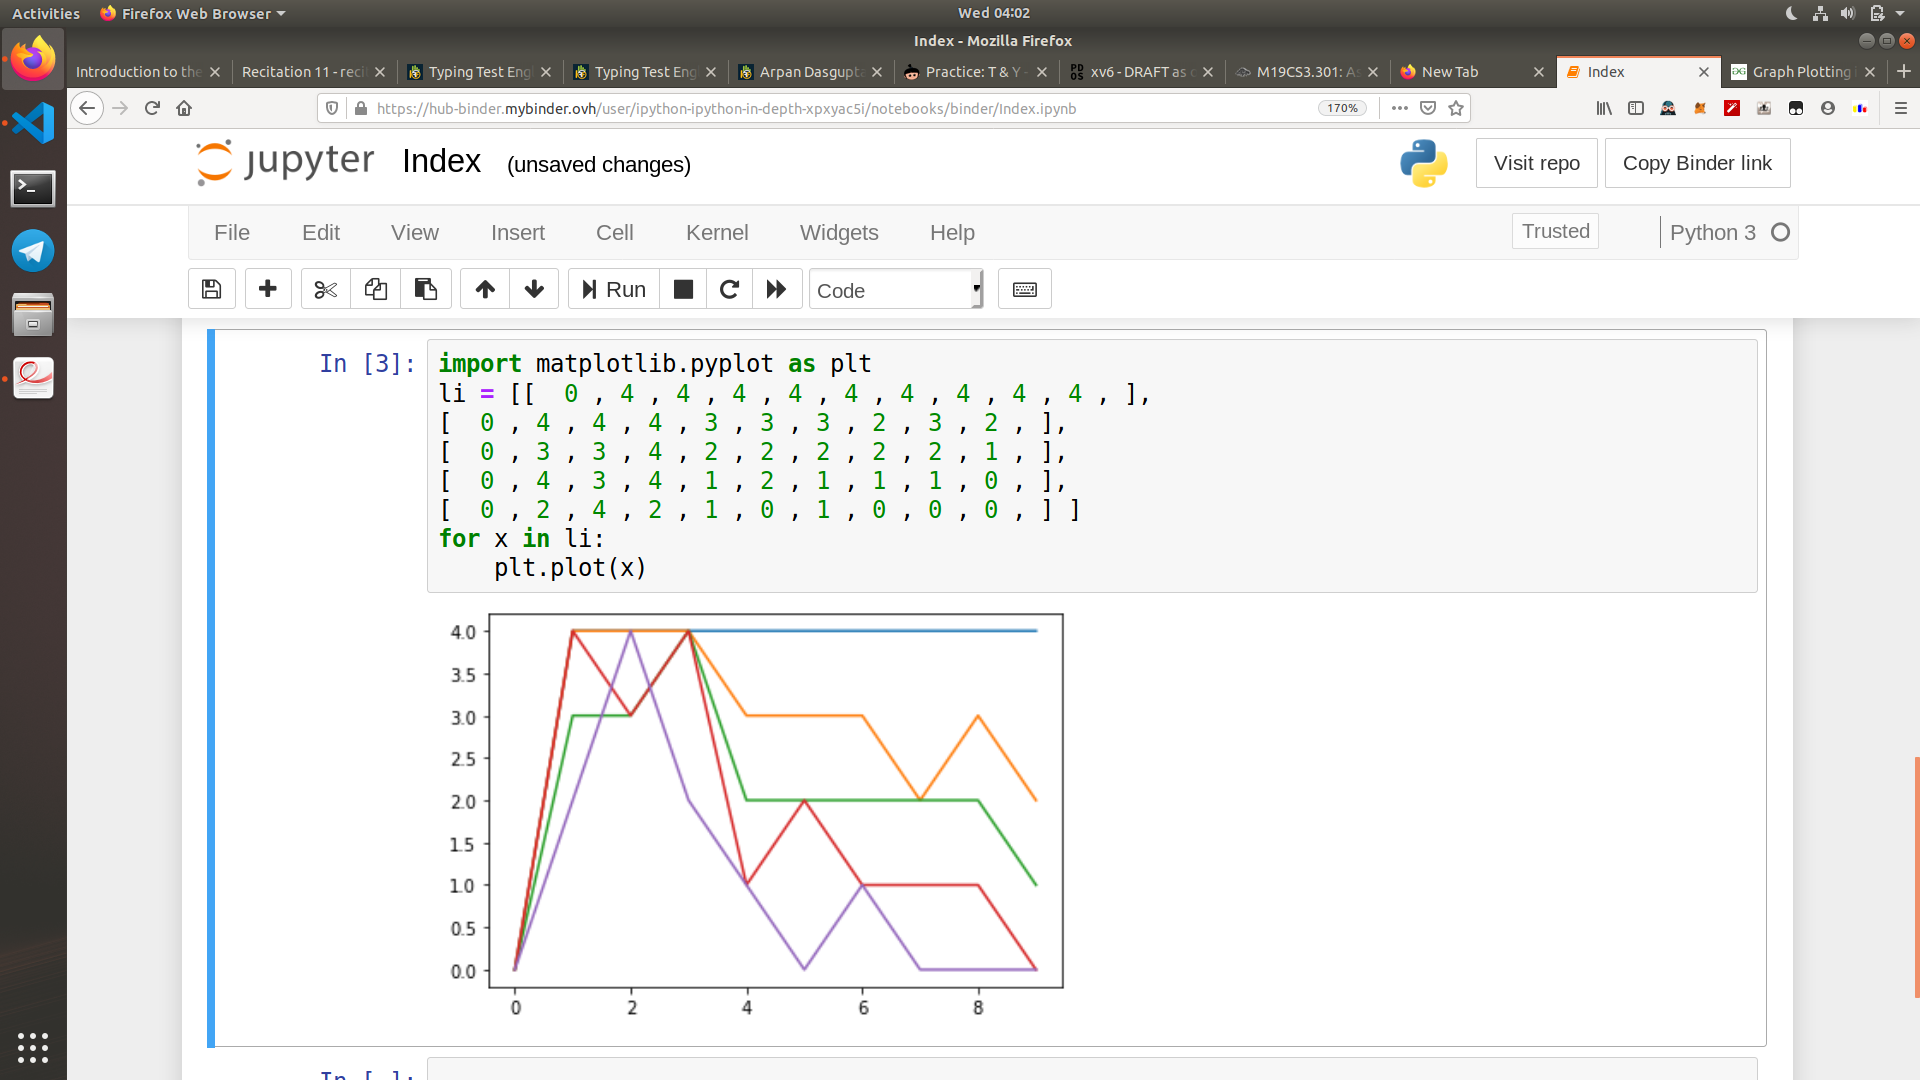 Activities Firefox Web Browser Wed 04:02
Index - Mozilla Firefox
Introduction to the Recitation 11 - reci Typing Test Eng Typing Test Eng Arpan Dasgupta Practice: T & Y - xv6 - DRAFT as M19CS3.301: As New Tab Index Graph Plotting
https://hub-binder.mybinder.ovh/user/ipython-ipython-in-depth-xpxyac5i/notebooks/binder/Index.ipynb 170%
jupyter Index (unsaved changes) Visit repo Copy Binder link
File Edit View Insert Cell Kernel Widgets Help Trusted Python 3
Run Code
In [3]: import matplotlib.pyplot as plt
li = [[ 0 , 4 , 4 , 4 , 4 , 4 , 4 , 4 , 4 , 4 , ],
[ 0 , 4 , 4 , 4 , 3 , 3 , 3 , 2 , 3 , 2 , ],
[ 0 , 3 , 3 , 4 , 2 , 2 , 2 , 2 , 2 , 1 , ],
[ 0 , 4 , 3 , 4 , 1 , 2 , 1 , 1 , 1 , 0 , ],
[ 0 , 2 , 4 , 2 , 1 , 0 , 1 , 0 , 0 , 0 , ] ]
for x in li:
plt.plot(x)
4.0
3.5
3.0
2.5
2.0
1.5
1.0
0.5
0.0
0 2 4 6 8
In [ ]: